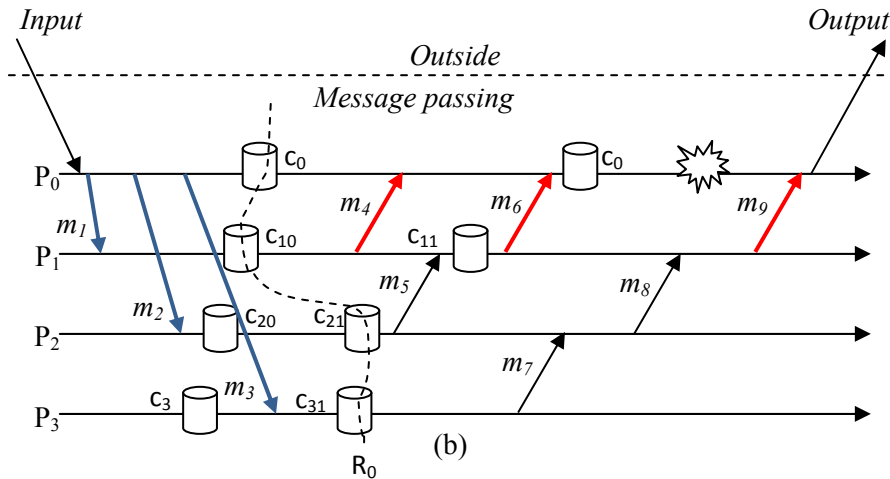 Input Output
Outside
Message passing
P0 c0 c0
m1 m4 m6 m9
P1 c10 c11
m2 m5 m8
P2 c20 c21
m3 m7
P3 c3 c31
R0
(b)